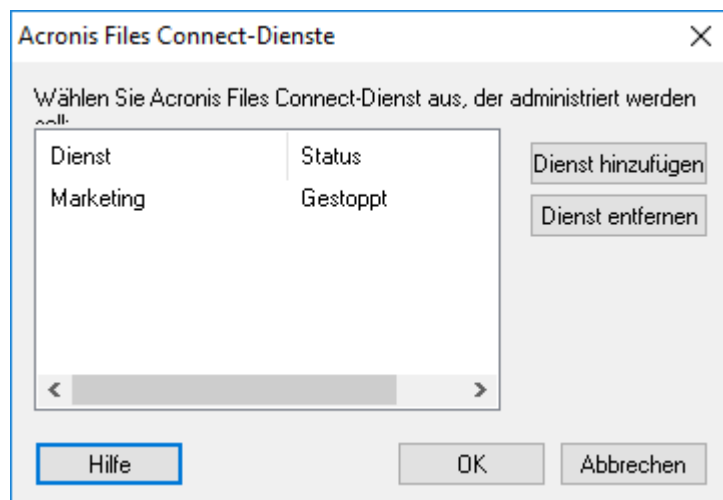 Acronis Files Connect-Dienste
Wählen Sie Acronis Files Connect-Dienst aus, der administriert werden
soll:
Dienst Status
Marketing Gestoppt
Dienst hinzufügen
Dienst entfernen
Hilfe OK Abbrechen